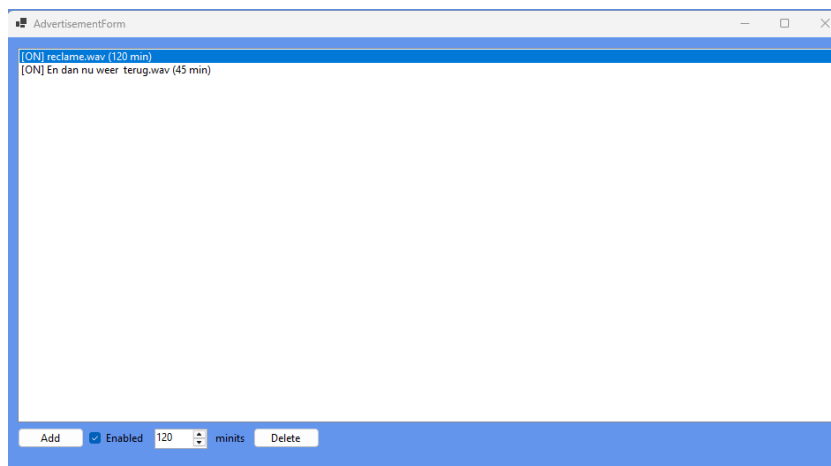 AdvertisementForm
[ON] reclame.wav (120 min)
[ON] En dan nu weer  terug.wav (45 min)
Add Enabled 120 minits Delete